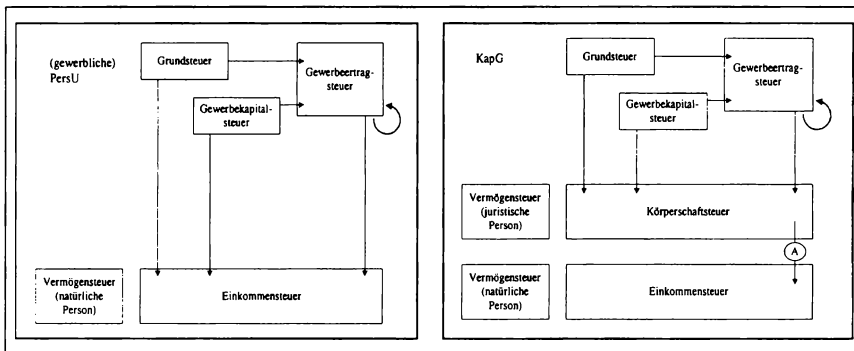 (gewerbliche)
PersU
Grundsteuer
Gewerbeertrag-
steuer
Gewerbekapital-
steuer
Vermögensteuer
(natürliche
Person)
Einkommensteuer
KapG
Grundsteuer
Gewerbeertrag-
steuer
Gewerbekapital-
steuer
Vermögensteuer
(juristische
Person)
Körperschaftsteuer
A
Vermögensteuer
(natürliche
Person)
Einkommensteuer